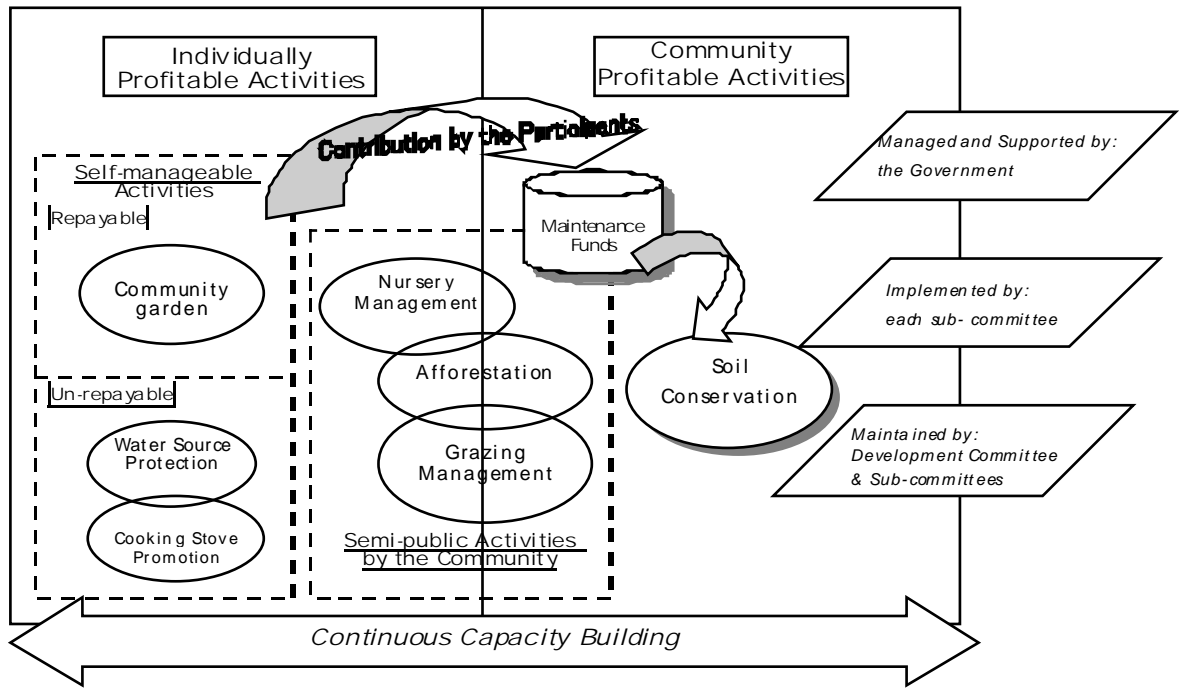 Individually
Profitable Activities
Community
Profitable Activities
Contribution by the Participants
Self-manageable
Activities
Repayable
Community
garden
Un-repayable
Water Source
Protection
Cooking Stove
Promotion
Nursery
Management
Afforestation
Grazing
Management
Semi-public Activities
by the Community
Maintenance
Funds
Soil
Conservation
Managed and Supported by:
the Government
Implemented by:
each sub- committee
Maintained by:
Development Committee
& Sub-committees
Continuous Capacity Building